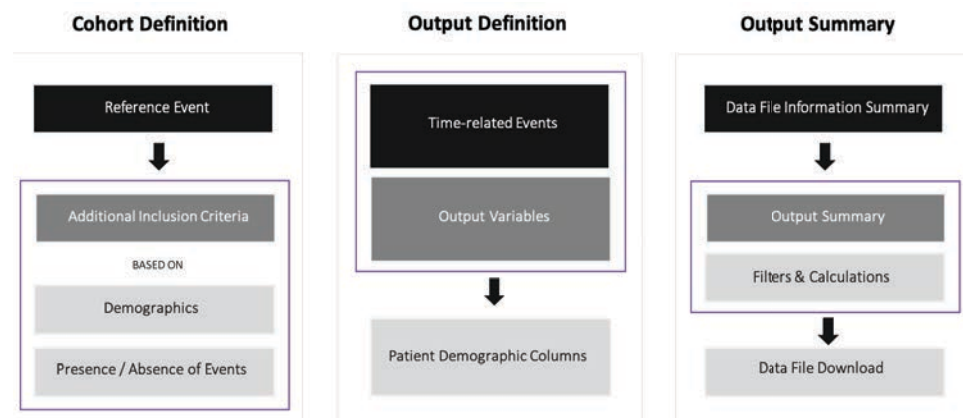 Cohort Definition
Reference Event
Additional Inclusion Criteria
BASED ON
Demographics
Presence / Absence of Events
Output Definition
Time-related Events
Output Variables
Patient Demographic Columns
Output Summary
Data File Information Summary
Output Summary
Filters & Calculations
Data File Download